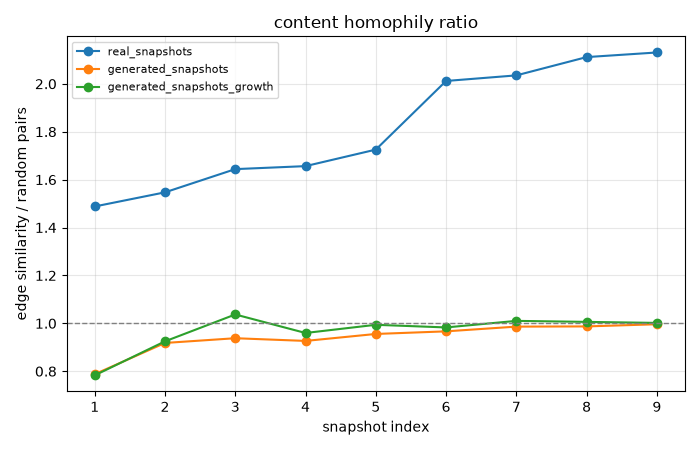 content homophily ratio
real_snapshots
generated_snapshots
generated_snapshots_growth
edge similarity / random pairs
2.0
1.8
1.6
1.4
1.2
1.0
0.8
1 2 3 4 5 6 7 8 9
snapshot index